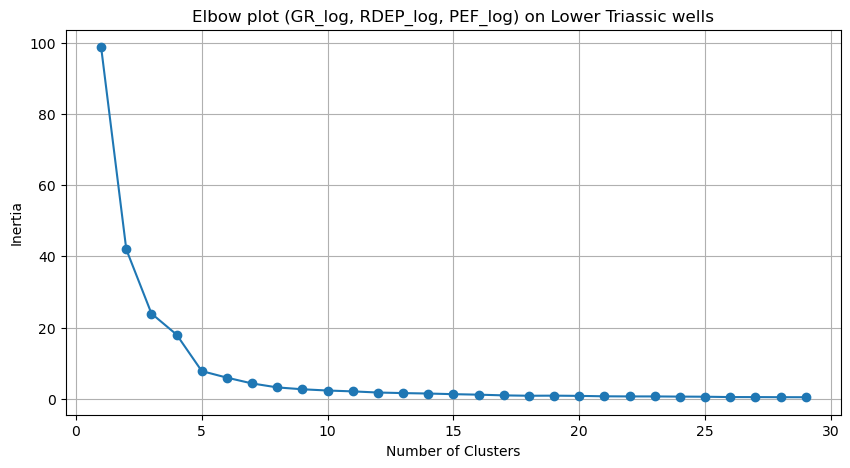 Elbow plot (GR_log, RDEP_log, PEF_log) on Lower Triassic wells
100
80
60
40
20
0
Inertia
0 5 10 15 20 25 30
Number of Clusters